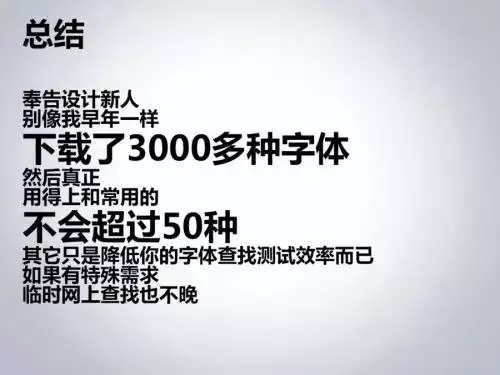 总结
奉告设计新人
别像我早年一样
下载了3000多种字体
然后真正
用得上和常用的
不会超过50种
其它只是降低你的字体查找测试效率而已
如果有特殊需求
临时网上查找也不晚